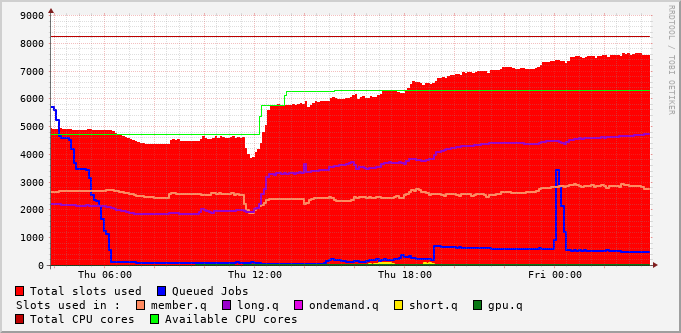 RRDTOOL / TOBI OETIKER
9000
8000
7000
6000
5000
4000
3000
2000
1000
0
Thu 06:00 Thu 12:00 Thu 18:00 Fri 00:00
Total slots used Queued Jobs
Slots used in : member.q long.q ondemand.q short.q gpu.q
Total CPU cores Available CPU cores